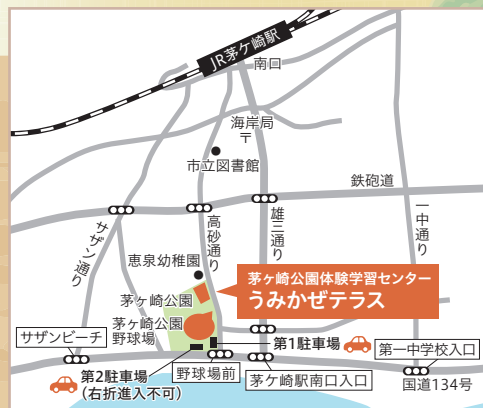 JR茅ケ崎駅
南口
海岸局
〒
市立図書館
鉄砲道
サザン通り
高砂通り
雄三通り
一中通り
恵泉幼稚園
茅ヶ崎公園体験学習センター
うみかぜテラス
茅ケ崎公園
茅ケ崎公園
野球場
第1駐車場
サザンビーチ
第一中学校入口
第2駐車場
(右折進入不可)
野球場前
茅ケ崎駅南口入口
国道134号